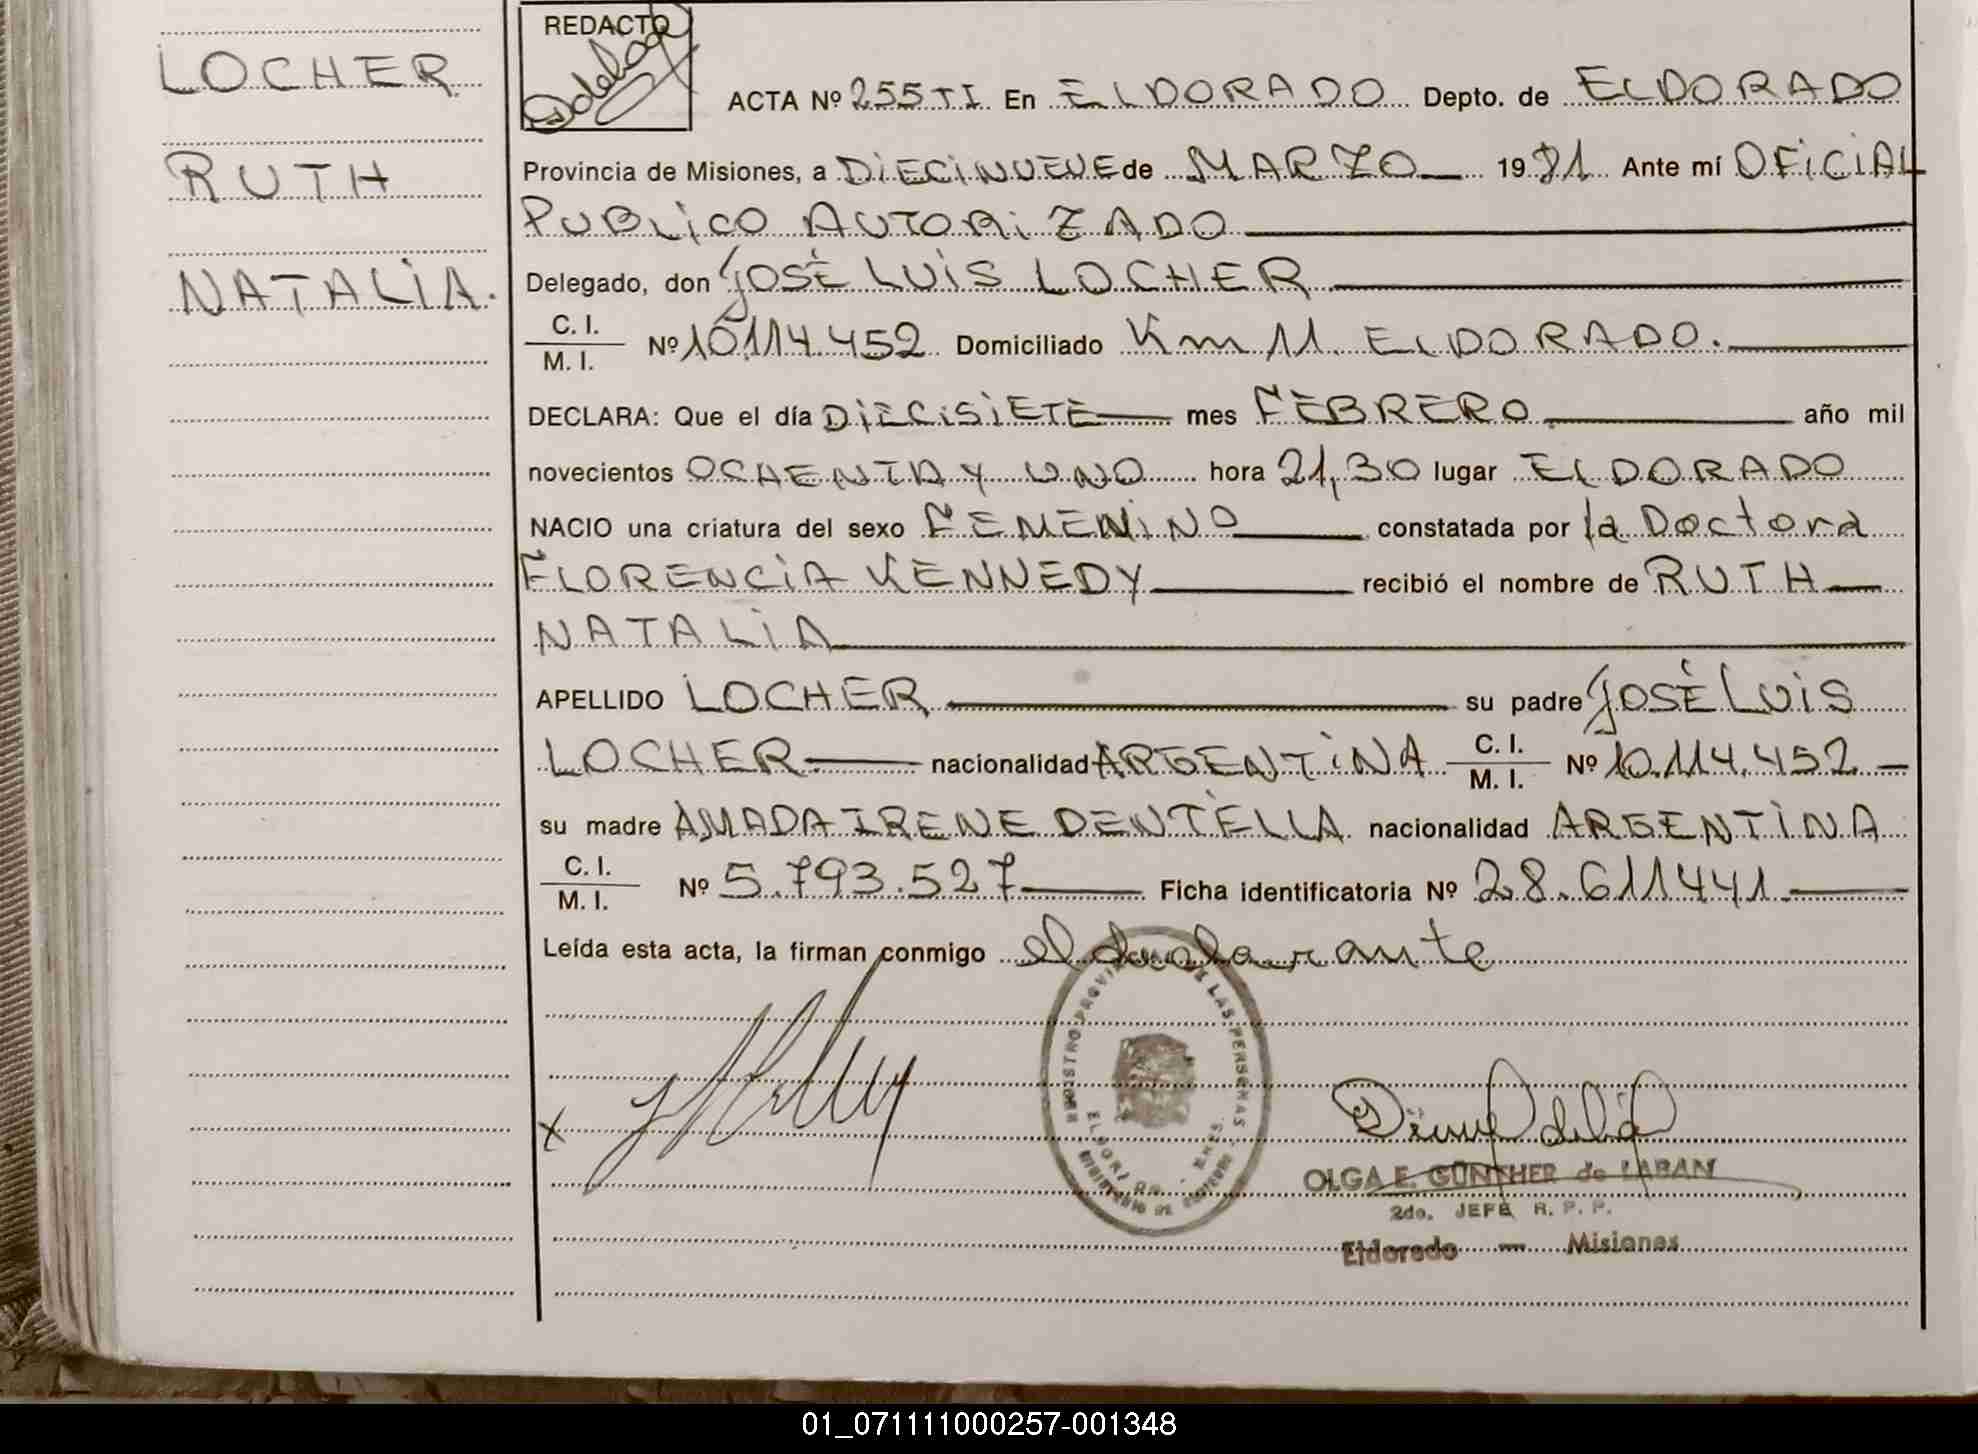 LOCHER
RUTH
NATALIA.
REDACTO
ACTA Nº 255 TI En ELDORADO Depto. de ELDORADO
Provincia de Misiones, a DIECINUEVE de MARZO 1981 Ante mí OFICIAL
PUBLICO AUTORIZADO
Delegado, don JOSÉ LUIS LOCHER
C. I.
M. I. Nº 10.114.452 Domiciliado Km 11. ELDORADO.
DECLARA: Que el día DIECISIETE mes FEBRERO año mil
novecientos OCHENTA Y UNO hora 21,30 lugar ELDORADO
NACIO una criatura del sexo FEMENINO constatada por la Doctora
FLORENCIA KENNEDY recibió el nombre de RUTH
NATALIA
APELLIDO LOCHER su padre JOSÉ LUIS
LOCHER nacionalidad ARGENTINA C. I. M. I. Nº 10.114.452
su madre AMADA IRENE DENTELLA nacionalidad ARGENTINA
C. I.
M. I. Nº 5.793.527 Ficha identificatoria Nº 28.611441
Leída esta acta, la firman conmigo el declarante
x
OLGA E. GÜNTHER de LABAN
2do. JEFE R. P. P.
Eldorado — Misiones
01_071111000257-001348